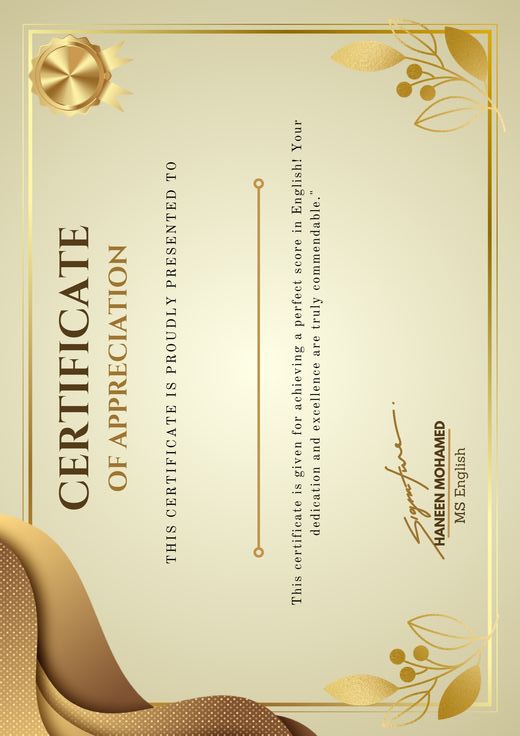 CERTIFICATE
OF APPRECIATION
THIS CERTIFICATE IS PROUDLY PRESENTED TO
This certificate is given for achieving a perfect score in English! Your
dedication and excellence are truly commendable."
Signature
HANEEN MOHAMED
MS English